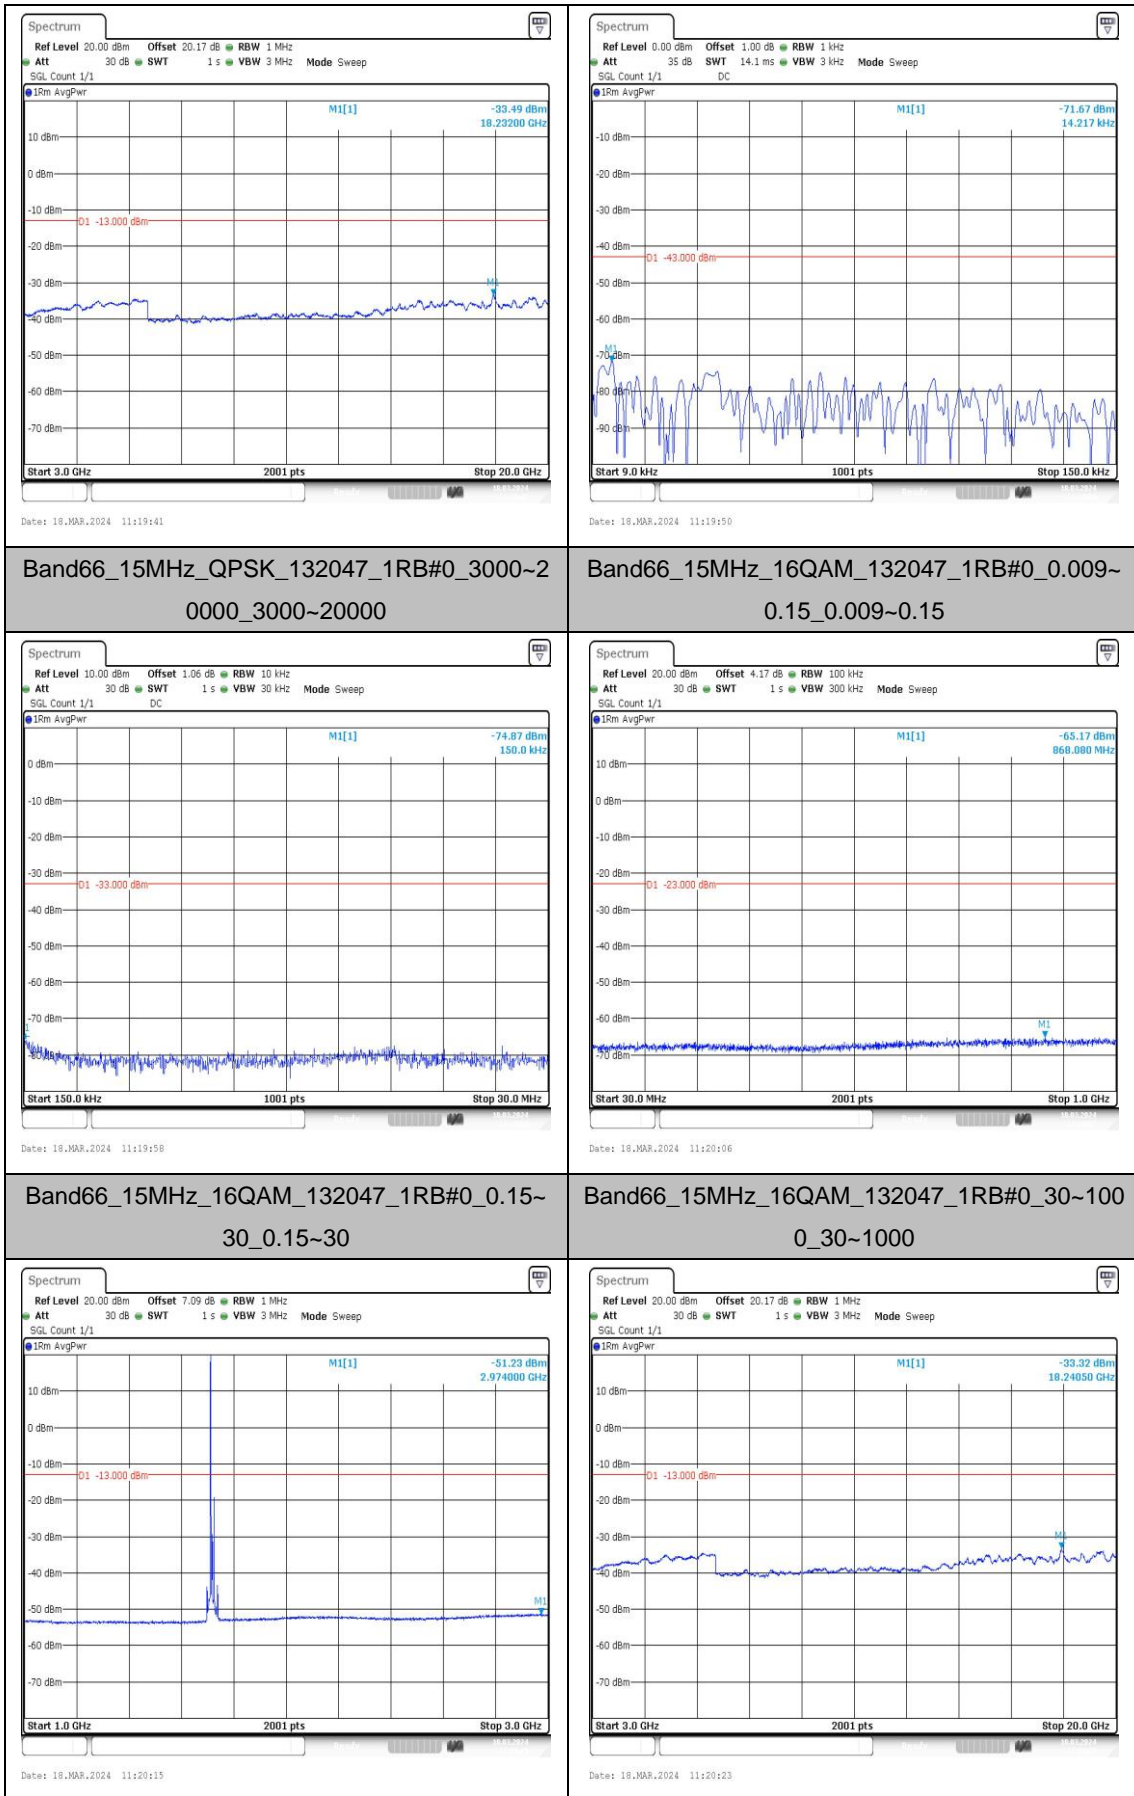 Spectrum
Ref Level 20.00 dBm Offset 20.17 dB RBW 1 MHz
Att 30 dB SWT 1 s VBW 3 MHz Mode Sweep
SGL Count 1/1
1Rm AvgPwr
M1[1] -33.49 dBm
18.23200 GHz
10 dBm
0 dBm
-10 dBm
D1 -13.000 dBm
-20 dBm
M1
-30 dBm
-40 dBm
-50 dBm
-60 dBm
-70 dBm
Start 3.0 GHz 2001 pts Stop 20.0 GHz
Date: 18.MAR.2024 11:19:41
Spectrum
Ref Level 0.00 dBm Offset 1.00 dB RBW 1 kHz
Att 35 dB SWT 14.1 ms VBW 3 kHz Mode Sweep
SGL Count 1/1 DC
1Rm AvgPwr
M1[1] -71.67 dBm
14.217 kHz
-10 dBm
-20 dBm
-30 dBm
-40 dBm
D1 -43.000 dBm
-50 dBm
-60 dBm
M1
-70 dBm
-80 dBm
-90 dBm
Start 9.0 kHz 1001 pts Stop 150.0 kHz
Date: 18.MAR.2024 11:19:50
Band66_15MHz_QPSK_132047_1RB#0_3000~2
0000_3000~20000
Band66_15MHz_16QAM_132047_1RB#0_0.009~
0.15_0.009~0.15
Spectrum
Ref Level 10.00 dBm Offset 1.06 dB RBW 10 kHz
Att 30 dB SWT 1 s VBW 30 kHz Mode Sweep
SGL Count 1/1 DC
1Rm AvgPwr
M1[1] -74.87 dBm
150.0 kHz
0 dBm
-10 dBm
-20 dBm
-30 dBm
D1 -33.000 dBm
-40 dBm
-50 dBm
-60 dBm
-70 dBm
-80 dBm
Start 150.0 kHz 1001 pts Stop 30.0 MHz
Date: 18.MAR.2024 11:19:58
Spectrum
Ref Level 20.00 dBm Offset 4.17 dB RBW 100 kHz
Att 30 dB SWT 1 s VBW 300 kHz Mode Sweep
SGL Count 1/1
1Rm AvgPwr
M1[1] -65.17 dBm
868.080 MHz
10 dBm
0 dBm
-10 dBm
-20 dBm
D1 -23.000 dBm
-30 dBm
-40 dBm
-50 dBm
-60 dBm
M1
-70 dBm
Start 30.0 MHz 2001 pts Stop 1.0 GHz
Date: 18.MAR.2024 11:20:06
Band66_15MHz_16QAM_132047_1RB#0_0.15~
30_0.15~30
Band66_15MHz_16QAM_132047_1RB#0_30~100
0_30~1000
Spectrum
Ref Level 20.00 dBm Offset 7.09 dB RBW 1 MHz
Att 30 dB SWT 1 s VBW 3 MHz Mode Sweep
SGL Count 1/1
1Rm AvgPwr
M1[1] -51.23 dBm
2.974000 GHz
10 dBm
0 dBm
-10 dBm
D1 -13.000 dBm
-20 dBm
-30 dBm
-40 dBm
-50 dBm
M1
-60 dBm
-70 dBm
Start 1.0 GHz 2001 pts Stop 3.0 GHz
Date: 18.MAR.2024 11:20:15
Spectrum
Ref Level 20.00 dBm Offset 20.17 dB RBW 1 MHz
Att 30 dB SWT 1 s VBW 3 MHz Mode Sweep
SGL Count 1/1
1Rm AvgPwr
M1[1] -33.32 dBm
18.24050 GHz
10 dBm
0 dBm
-10 dBm
D1 -13.000 dBm
-20 dBm
-30 dBm
M1
-40 dBm
-50 dBm
-60 dBm
-70 dBm
Start 3.0 GHz 2001 pts Stop 20.0 GHz
Date: 18.MAR.2024 11:20:23